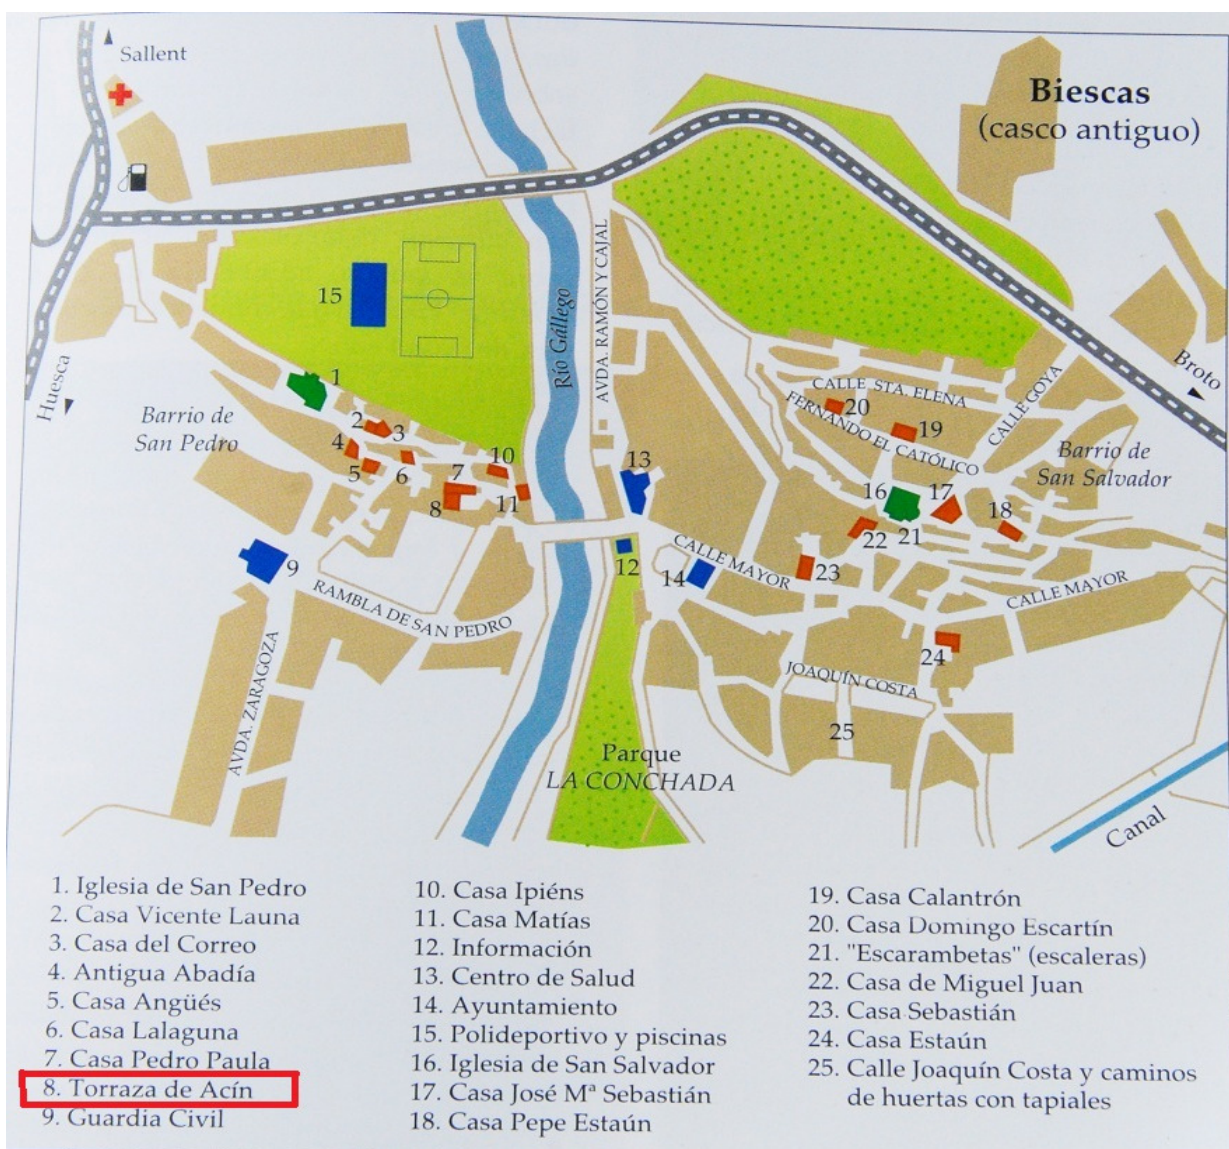 Sallent
Biescas
(casco antiguo)
AVDA. RAMÓN Y CAJAL
Río Gállego
15
Huesca
Broto
1
Barrio de
San Pedro
2
3
4
5
6
7
8
10
11
13
CALLE STA. ELENA
20
FERNANDO EL CATÓLICO
19
CALLE GOYA
Barrio de
San Salvador
16
17
18
21
22
9
RAMBLA DE SAN PEDRO
12
CALLE MAYOR
14
23
CALLE MAYOR
24
AVDA. ZARAGOZA
JOAQUÍN COSTA
25
Parque
LA CONCHADA
Canal
1. Iglesia de San Pedro
2. Casa Vicente Launa
3. Casa del Correo
4. Antigua Abadía
5. Casa Angüés
6. Casa Lalaguna
7. Casa Pedro Paula
8. Torraza de Acín
9. Guardia Civil
10. Casa Ipiéns
11. Casa Matías
12. Información
13. Centro de Salud
14. Ayuntamiento
15. Polideportivo y piscinas
16. Iglesia de San Salvador
17. Casa José Mª Sebastián
18. Casa Pepe Estaún
19. Casa Calantrón
20. Casa Domingo Escartín
21. "Escarambetas" (escaleras)
22. Casa de Miguel Juan
23. Casa Sebastián
24. Casa Estaún
25. Calle Joaquín Costa y caminos
de huertas con tapiales